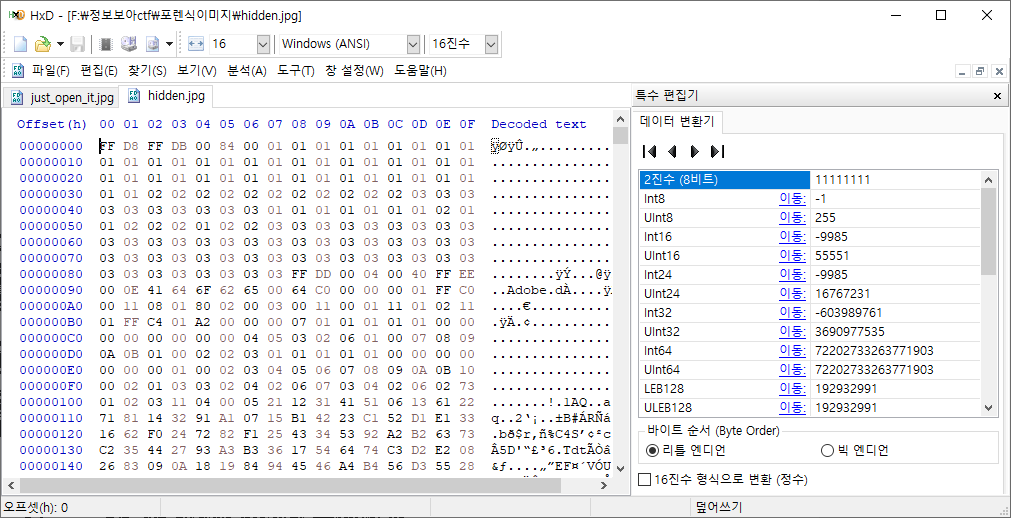 HxD - [F:\정보보아ctf\포렌식이미지\hidden.jpg]
16 Windows (ANSI) 16진수
파일(F) 편집(E) 찾기(S) 보기(V) 분석(A) 도구(T) 창 설정(W) 도움말(H)
just_open_it.jpg hidden.jpg
Offset(h) 00 01 02 03 04 05 06 07 08 09 0A 0B 0C 0D 0E 0F Decoded text
00000000 FF D8 FF DB 00 84 00 01 01 01 01 01 01 01 01 01 ÿØÿÛ.„.........
00000010 01 01 01 01 01 01 01 01 01 01 01 01 01 01 01 01 ...............
00000020 01 01 01 01 01 01 01 01 01 01 01 01 01 01 01 01 ...............
00000030 01 01 02 02 02 02 02 02 02 02 02 02 02 03 03 03 ...............
00000040 03 03 03 03 03 03 03 01 01 01 01 01 01 01 02 01 ...............
00000050 01 02 02 02 01 02 02 03 03 03 03 03 03 03 03 03 ...............
00000060 03 03 03 03 03 03 03 03 03 03 03 03 03 03 03 03 ...............
00000070 03 03 03 03 03 03 03 03 03 03 03 03 03 03 03 03 ...............
00000080 03 03 03 03 03 03 03 03 FF DD 00 04 00 40 FF EE ........ÿÝ...@ÿ
00000090 00 0E 41 64 6F 62 65 00 64 C0 00 00 00 01 FF C0 ..Adobe.dÀ....ÿ
000000A0 00 11 08 01 80 02 00 03 00 11 00 01 11 01 02 11 ....€..........
000000B0 01 FF C4 01 A2 00 00 00 07 01 01 01 01 01 00 00 .ÿÄ.¢..........
000000C0 00 00 00 00 00 00 04 05 03 02 06 01 00 07 08 09 ...............
000000D0 0A 0B 01 00 02 02 03 01 01 01 01 01 00 00 00 00 ...............
000000E0 00 00 00 01 00 02 03 04 05 06 07 08 09 0A 0B 10 ...............
000000F0 00 02 01 03 03 02 04 02 06 07 03 04 02 06 02 73 ...............
00000100 01 02 03 11 04 00 05 21 12 31 41 51 06 13 61 22 .......!.1AQ..a
00000110 71 81 14 32 91 A1 07 15 B1 42 23 C1 52 D1 E1 33 q..2‘¡..±B#ÁRÑá
00000120 16 62 F0 24 72 82 F1 25 43 34 53 92 A2 B2 63 73 .bð$r‚ñ%C4S’¢²c
00000130 C2 35 44 27 93 A3 B3 36 17 54 64 74 C3 D2 E2 08 Â5D'“£³6.TdtÃÒâ
00000140 26 83 09 0A 18 19 84 94 45 46 A4 B4 56 D3 55 28 &ƒ....„”EF¤´VÓU
오프셋(h): 0 덮어쓰기
특수 편집기
데이터 변환기
2진수 (8비트) 11111111
Int8 이동: -1
UInt8 이동: 255
Int16 이동: -9985
UInt16 이동: 55551
Int24 이동: -9985
UInt24 이동: 16767231
Int32 이동: -603989761
UInt32 이동: 3690977535
Int64 이동: 72202733263771903
UInt64 이동: 72202733263771903
LEB128 이동: 192932991
ULEB128 이동: 192932991
바이트 순서 (Byte Order)
리틀 엔디언 빅 엔디언
16진수 형식으로 변환 (정수)